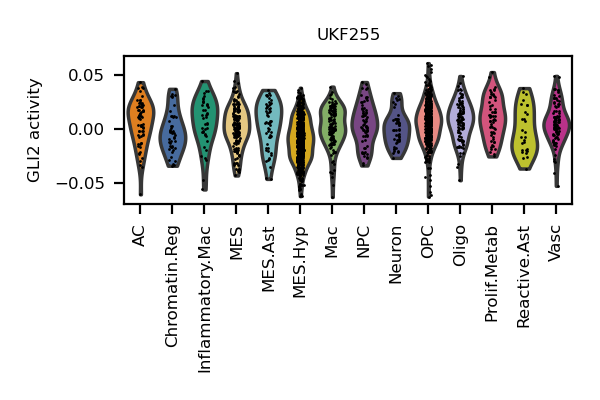 UKF255
GLI2 activity
0.05
0.00
−0.05
AC
Chromatin.Reg
Inflammatory.Mac
MES
MES.Ast
MES.Hyp
Mac
NPC
Neuron
OPC
Oligo
Prolif.Metab
Reactive.Ast
Vasc